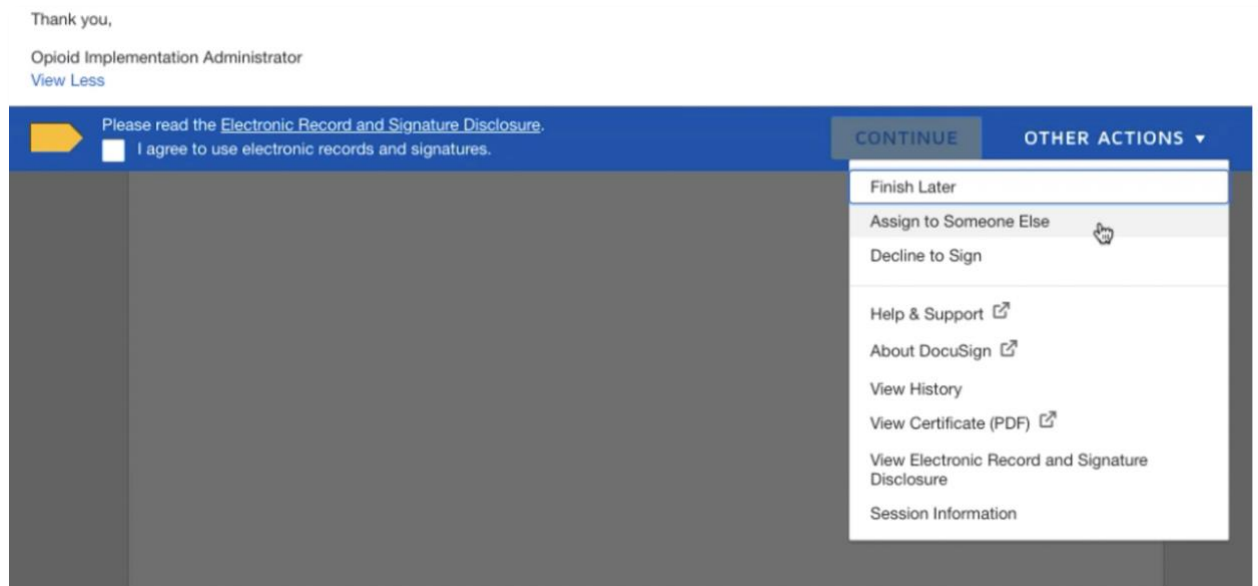 Thank you,
Opioid Implementation Administrator
View Less
Please read the Electronic Record and Signature Disclosure.
I agree to use electronic records and signatures.
CONTINUE
OTHER ACTIONS ▼
Finish Later
Assign to Someone Else
Decline to Sign
Help & Support
About DocuSign
View History
View Certificate (PDF)
View Electronic Record and Signature
Disclosure
Session Information